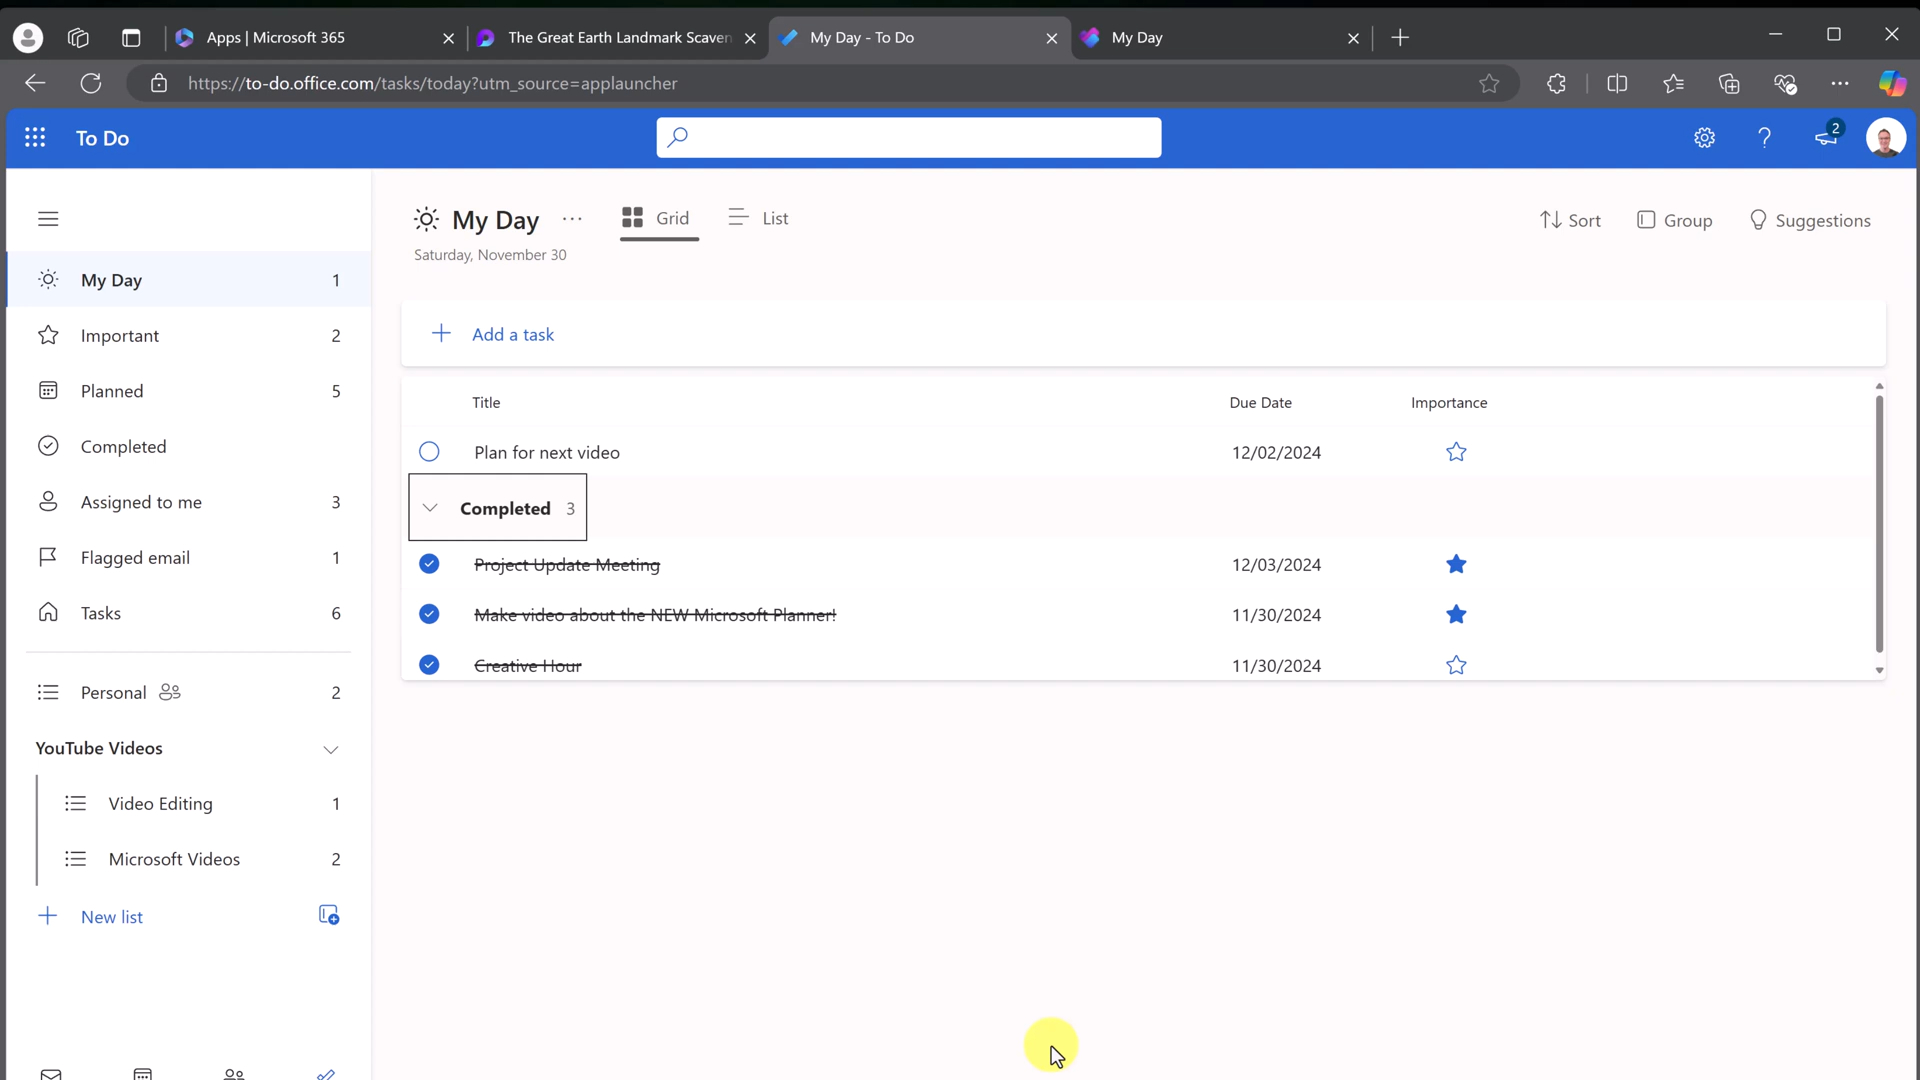 Apps | Microsoft 365
The Great Earth Landmark Scaven
My Day - To Do
My Day
https://to-do.office.com/tasks/today?utm_source=applauncher
To Do
2
My Day
Grid
List
Sort
Group
Suggestions
Saturday, November 30
My Day 1
Important 2
Planned 5
Completed
Assigned to me 3
Flagged email 1
Tasks 6
Personal 2
YouTube Videos
Video Editing 1
Microsoft Videos 2
New list
Add a task
Title Due Date Importance
Plan for next video 12/02/2024
Completed 3
Project Update Meeting 12/03/2024
Make video about the NEW Microsoft Planner! 11/30/2024
Creative Hour 11/30/2024